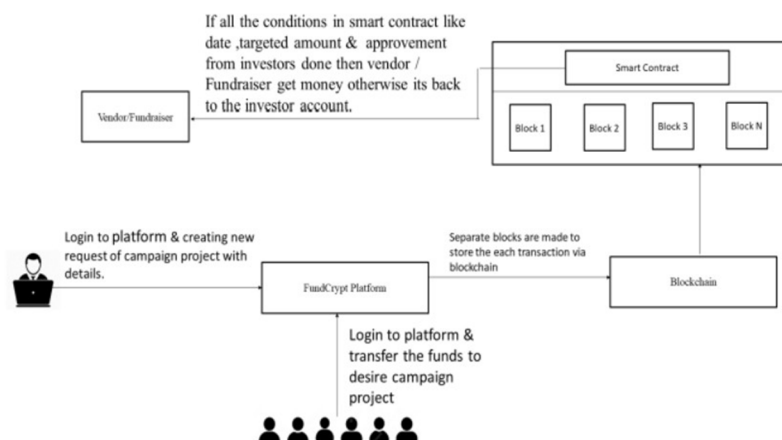 If all the conditions in smart contract like
date ,targeted amount & approvement
from investors done then vendor /
Fundraiser get money otherwise its back
to the investor account.
Smart Contract
Vendor/Fundraiser
Block 1
Block 2
Block 3
Block N
Login to platform & creating new
request of campaign project with
details.
Separate blocks are made to
store the each transaction via
blockchain
FundCrypt Platform
Blockchain
Login to platform &
transfer the funds to
desire campaign
project